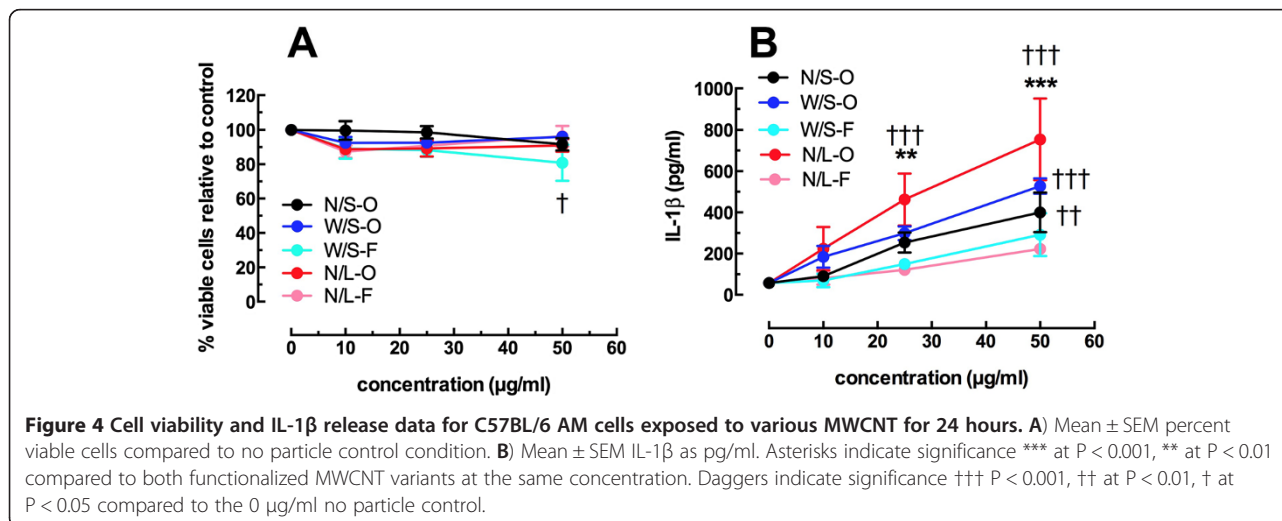 A
% viable cells relative to control
120
100
80
60
40
20
0
N/S-O
W/S-O
W/S-F
N/L-O
N/L-F
†
0 10 20 30 40 50 60
concentration (µg/ml)
B
IL-1β (pg/ml)
1000
800
600
400
200
0
N/S-O
W/S-O
W/S-F
N/L-O
N/L-F
†††
**
†††
***
†††
††
0 10 20 30 40 50 60
concentration (µg/ml)
Figure 4 Cell viability and IL-1β release data for C57BL/6 AM cells exposed to various MWCNT for 24 hours. A) Mean ± SEM percent
viable cells compared to no particle control condition. B) Mean ± SEM IL-1β as pg/ml. Asterisks indicate significance *** at P < 0.001, ** at P < 0.01
compared to both functionalized MWCNT variants at the same concentration. Daggers indicate significance ††† P < 0.001, †† at P < 0.01, † at
P < 0.05 compared to the 0 µg/ml no particle control.